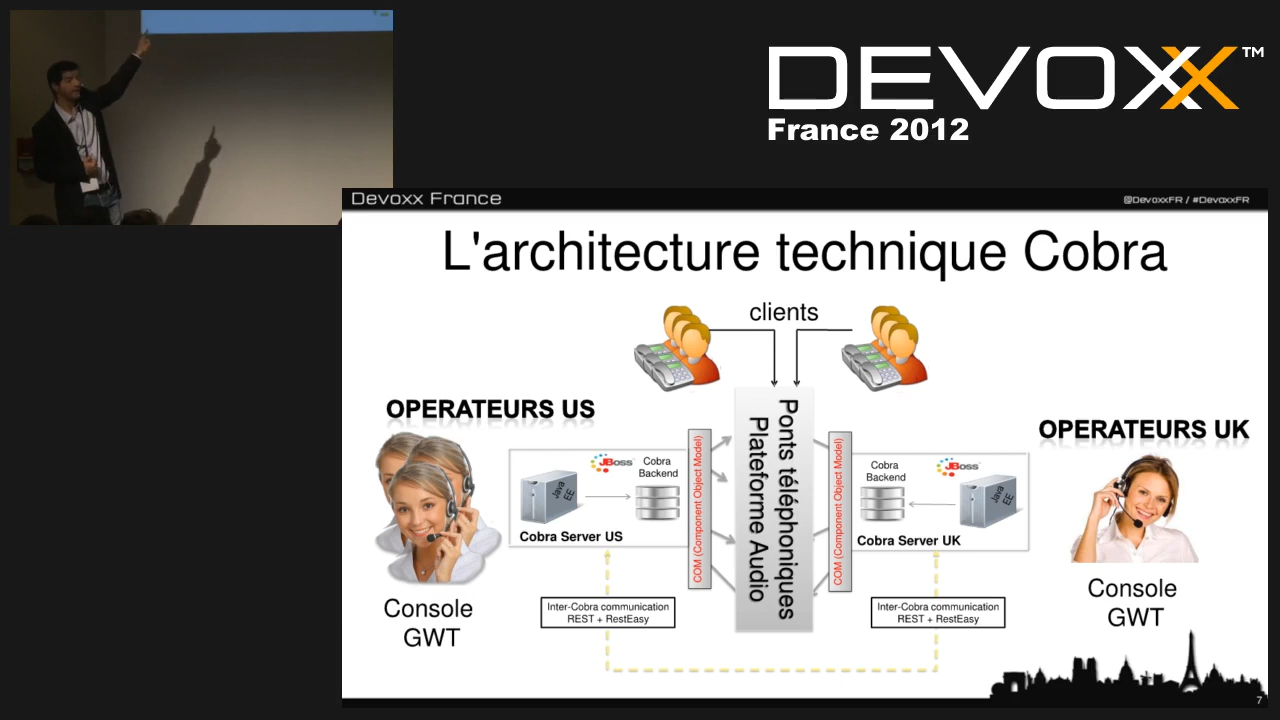 DEVOXX™
France 2012
Devoxx France
@DevoxxFR / #DevoxxFR
L'architecture technique Cobra
clients
OPERATEURS US
OPERATEURS UK
Ponts téléphoniques
Plateforme Audio
COM (Component Object Model)
COM (Component Object Model)
JBoss
Cobra
Backend
Java
EE
Cobra Server US
Cobra
Backend
JBoss
Java
EE
Cobra Server UK
Console
GWT
Console
GWT
Inter-Cobra communication
REST + RestEasy
Inter-Cobra communication
REST + RestEasy
7